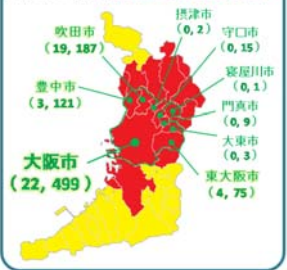 摂津市
(0, 2)
吹田市
(19, 187)
守口市
(0, 15)
寝屋川市
(0, 1)
豊中市
(3, 121)
門真市
(0, 9)
大東市
(0, 3)
大阪市
(22, 499)
東大阪市
(4, 75)